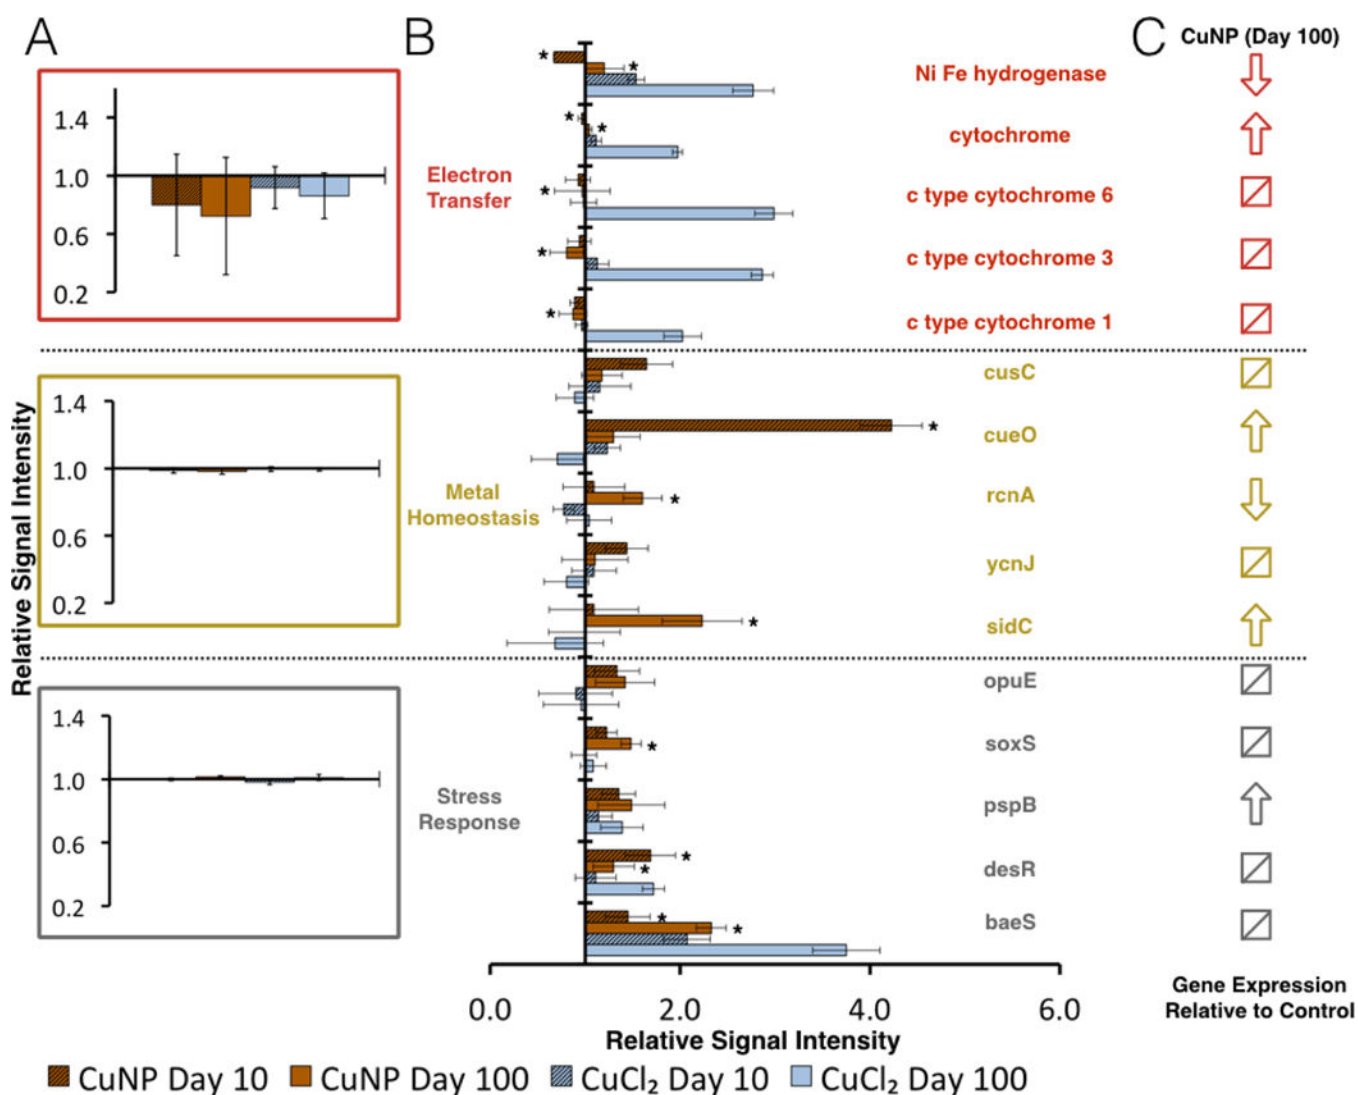 A
B
C
CuNP (Day 100)
Relative Signal Intensity
1.4
1.0
0.6
0.2
Electron
Transfer
*
*
Ni Fe hydrogenase
*
*
cytochrome
*
c type cytochrome 6
*
c type cytochrome 3
*
c type cytochrome 1
1.4
1.0
0.6
0.2
Metal
Homeostasis
cusC
*
cueO
*
rcnA
ycnJ
*
sidC
1.4
1.0
0.6
0.2
Stress
Response
opuE
*
soxS
pspB
*
*
desR
*
*
baeS
0.0
2.0
4.0
6.0
Relative Signal Intensity
Gene Expression
Relative to Control
CuNP Day 10
CuNP Day 100
CuCl₂ Day 10
CuCl₂ Day 100